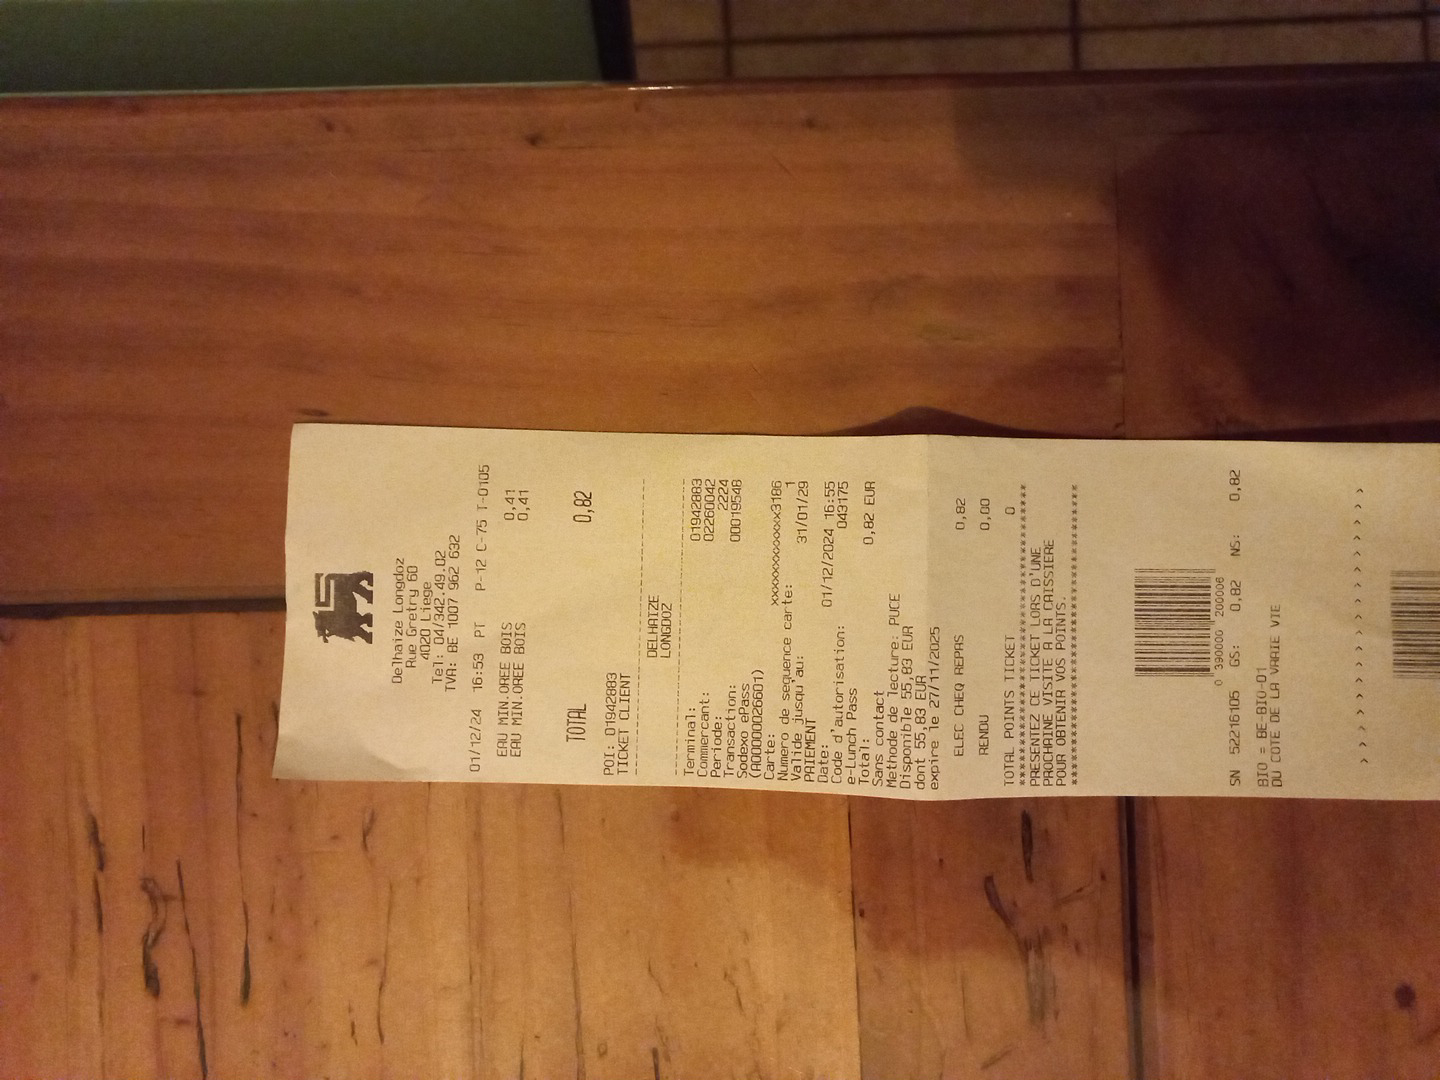 Delhaize Longdoz
Rue Gretry 60
4020 Liege
Tel: 04/342.49.02
TVA: BE 1007 962 632
01/12/24 16:53 PT P-12 C-75 T-0105
EAU MIN.OREE BOIS 0,41
EAU MIN.OREE BOIS 0,41
TOTAL 0,82
POI: 01942883
TICKET CLIENT
DELHAIZE
LONGDOZ
Terminal: 01942883
Commercant: 02260042
Periode: 2224
Transaction: 00019548
Sodexo ePass
(A0000026601)
Carte: xxxxxxxxxxxxx3186
Numero de sequence carte: 1
Valide jusqu'au: 31/01/29
PAIEMENT
Date: 01/12/2024 16:55
Code d'autorisation: 043175
e-Lunch Pass
Total: 0,82 EUR
Sans contact
Methode de lecture: PUCE
Disponible 55,83 EUR
dont 55,83 EUR
expire le 27/11/2025
ELEC CHEQ REPAS 0,82
RENDU 0,00
TOTAL POINTS TICKET 0
PRESENTEZ CE TICKET LORS D'UNE
PROCHAINE VISITE A LA CAISSIERE
POUR OBTENIR VOS POINTS.
0 390000 200006
SN 52216105 GS: 0,82 NS: 0,82
BIO = BE-BIO-01
DU COTE DE LA VRAIE VIE